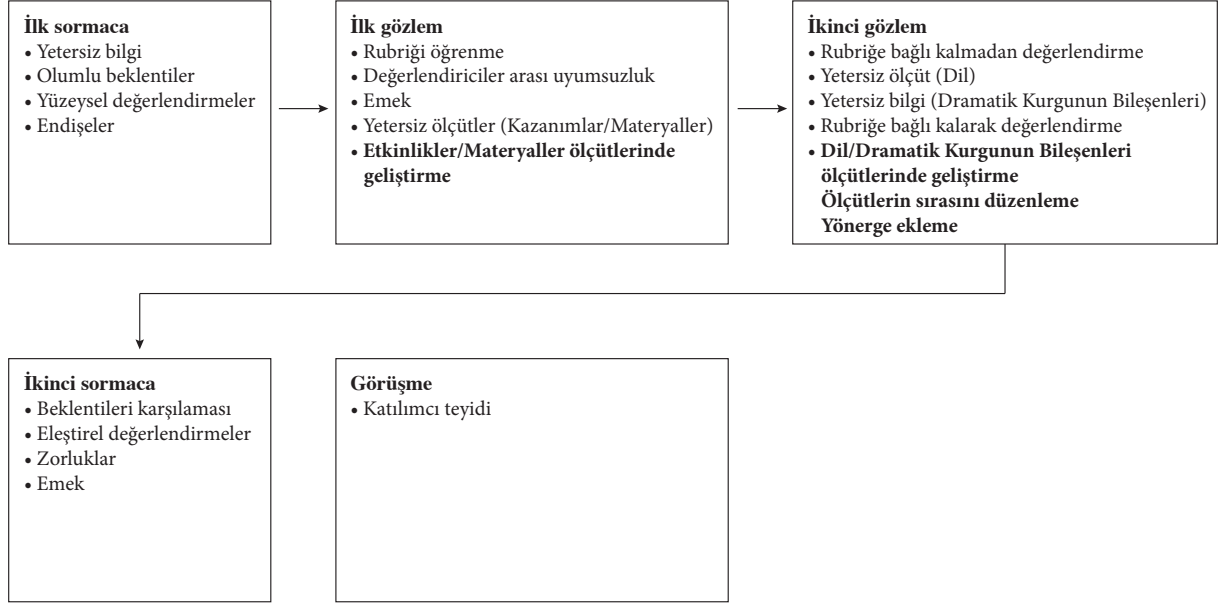 İlk sormaca
• Yetersiz bilgi
• Olumlu beklentiler
• Yüzeysel değerlendirmeler
• Endişeler
İlk gözlem
• Rubriği öğrenme
• Değerlendiriciler arası uyumsuzluk
• Emek
• Yetersiz ölçütler (Kazanımlar/Materyaller)
• Etkinlikler/Materyaller ölçütlerinde
geliştirme
İkinci gözlem
• Rubriğe bağlı kalmadan değerlendirme
• Yetersiz ölçüt (Dil)
• Yetersiz bilgi (Dramatik Kurgunun Bileşenleri)
• Rubriğe bağlı kalarak değerlendirme
• Dil/Dramatik Kurgunun Bileşenleri
ölçütlerinde geliştirme
Ölçütlerin sırasını düzenleme
Yönerge ekleme
İkinci sormaca
• Beklentileri karşılaması
• Eleştirel değerlendirmeler
• Zorluklar
• Emek
Görüşme
• Katılımcı teyidi